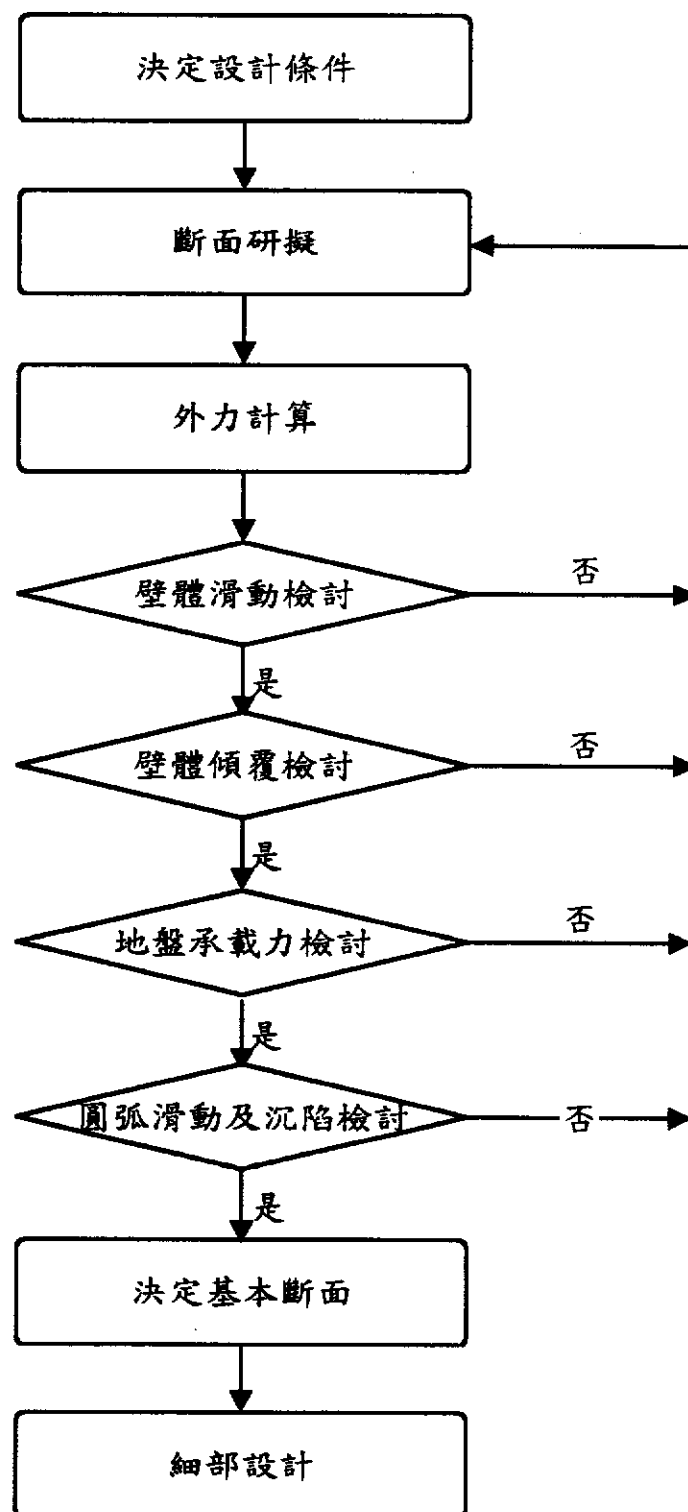 決定設計條件
斷面研擬
外力計算
壁體滑動檢討
否
是
壁體傾覆檢討
否
是
地盤承載力檢討
否
是
圓弧滑動及沉陷檢討
否
是
決定基本斷面
細部設計